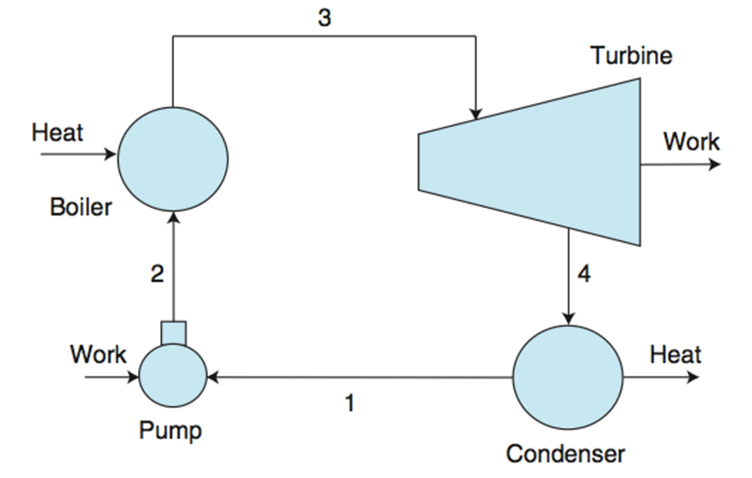 3
Turbine
Heat
Work
Boiler
2
4
Work
Heat
1
Pump
Condenser